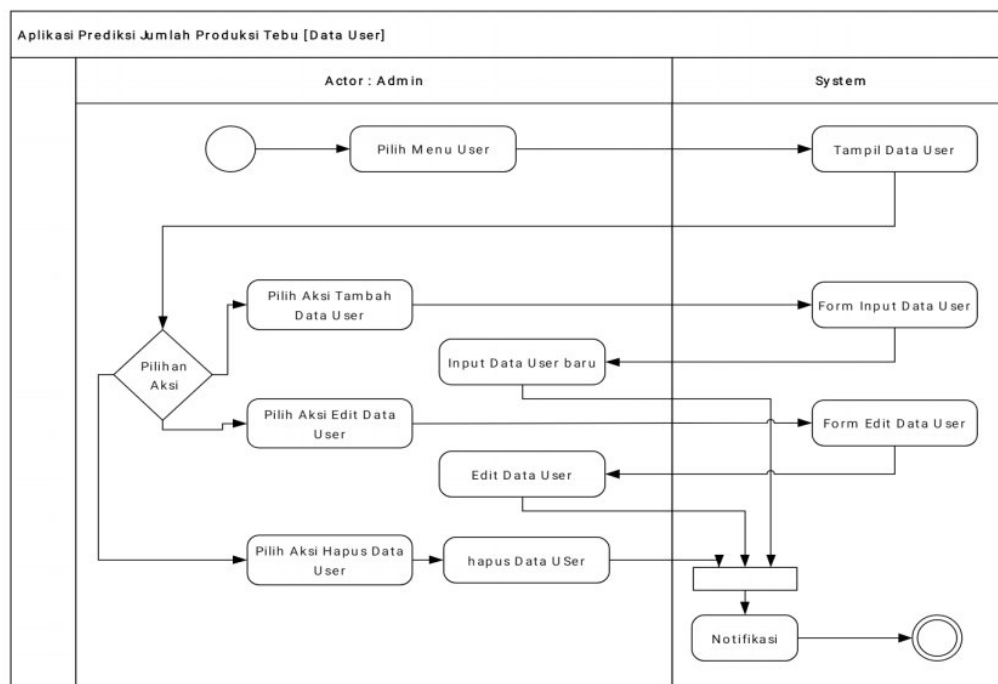 Aplikasi Prediksi Jumlah Produksi Tebu [Data User]
Actor : Admin
System
Pilih Menu User
Tampil Data User
Pilih Aksi Tambah
Data User
Form Input Data User
Pilihan
Aksi
Input Data User baru
Pilih Aksi Edit Data
User
Form Edit Data User
Edit Data User
Pilih Aksi Hapus Data
User
hapus Data USer
Notifikasi